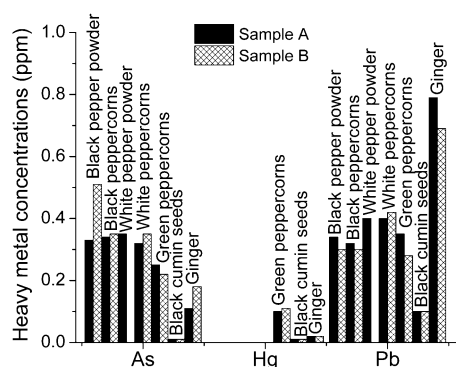 Heavy metal concentrations (ppm)
1.0
0.8
0.6
0.4
0.2
0.0
Sample A
Sample B
Black pepper powder
Black peppercorns
White pepper powder
White peppercorns
Green peppercorns
Black cumin seeds
Ginger
Green peppercorns
Black cumin seeds
Ginger
Black pepper powder
Black peppercorns
White pepper powder
White peppercorns
Green peppercorns
Black cumin seeds
Ginger
As
Hg
Pb